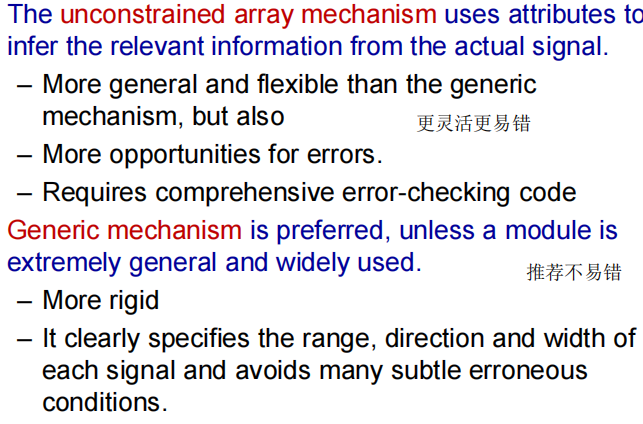 The unconstrained array mechanism uses attributes to
infer the relevant information from the actual signal.
– More general and flexible than the generic
mechanism, but also
更灵活更易错
– More opportunities for errors.
– Requires comprehensive error-checking code
Generic mechanism is preferred, unless a module is
extremely general and widely used.
推荐不易错
– More rigid
– It clearly specifies the range, direction and width of
each signal and avoids many subtle erroneous
conditions.